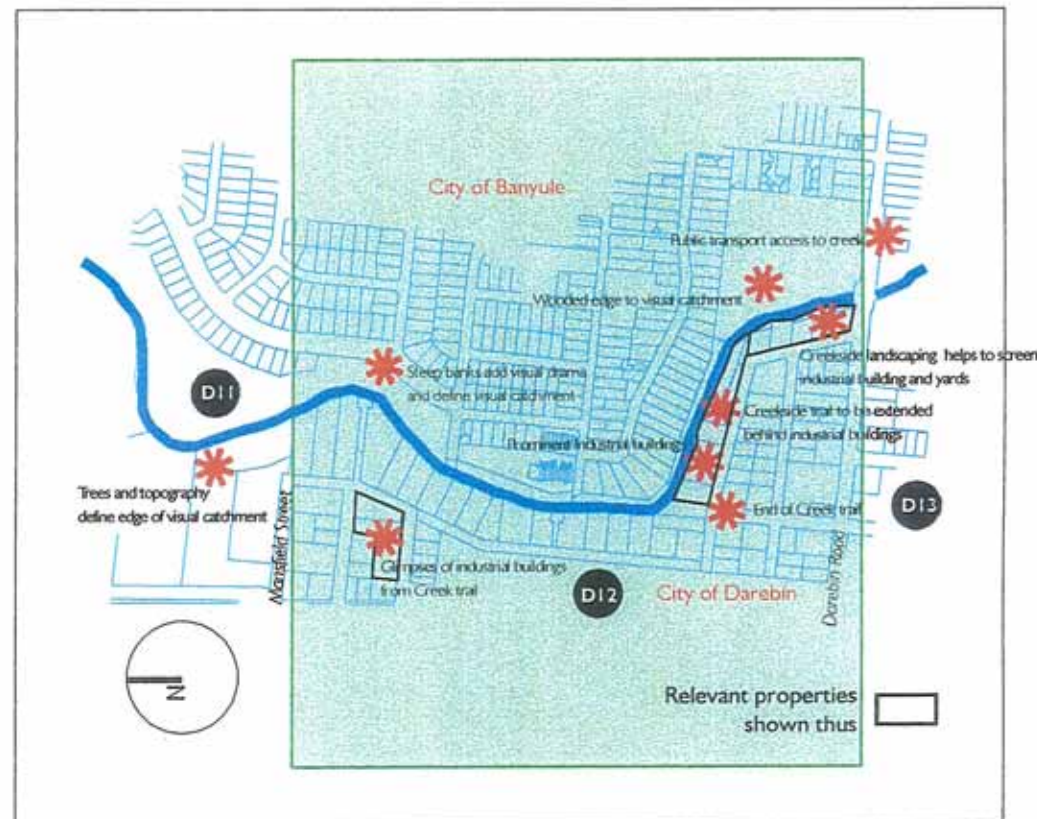 City of Banyule
Public transport access to creek
Wooded edge to visual catchment
Creekside landscaping helps to screen
industrial building and yards
Steep banks add visual drama
and define visual catchment
D11
Creekside trail to be extended
behind industrial buildings
Prominent Industrial buildings
Trees and topography
define edge of visual catchment
Mansfield Street
End of Creek trail
D13
Glimpses of industrial buildings
from Creek trail
D12
City of Darebin
Darebin Road
N
Relevant properties
shown thus